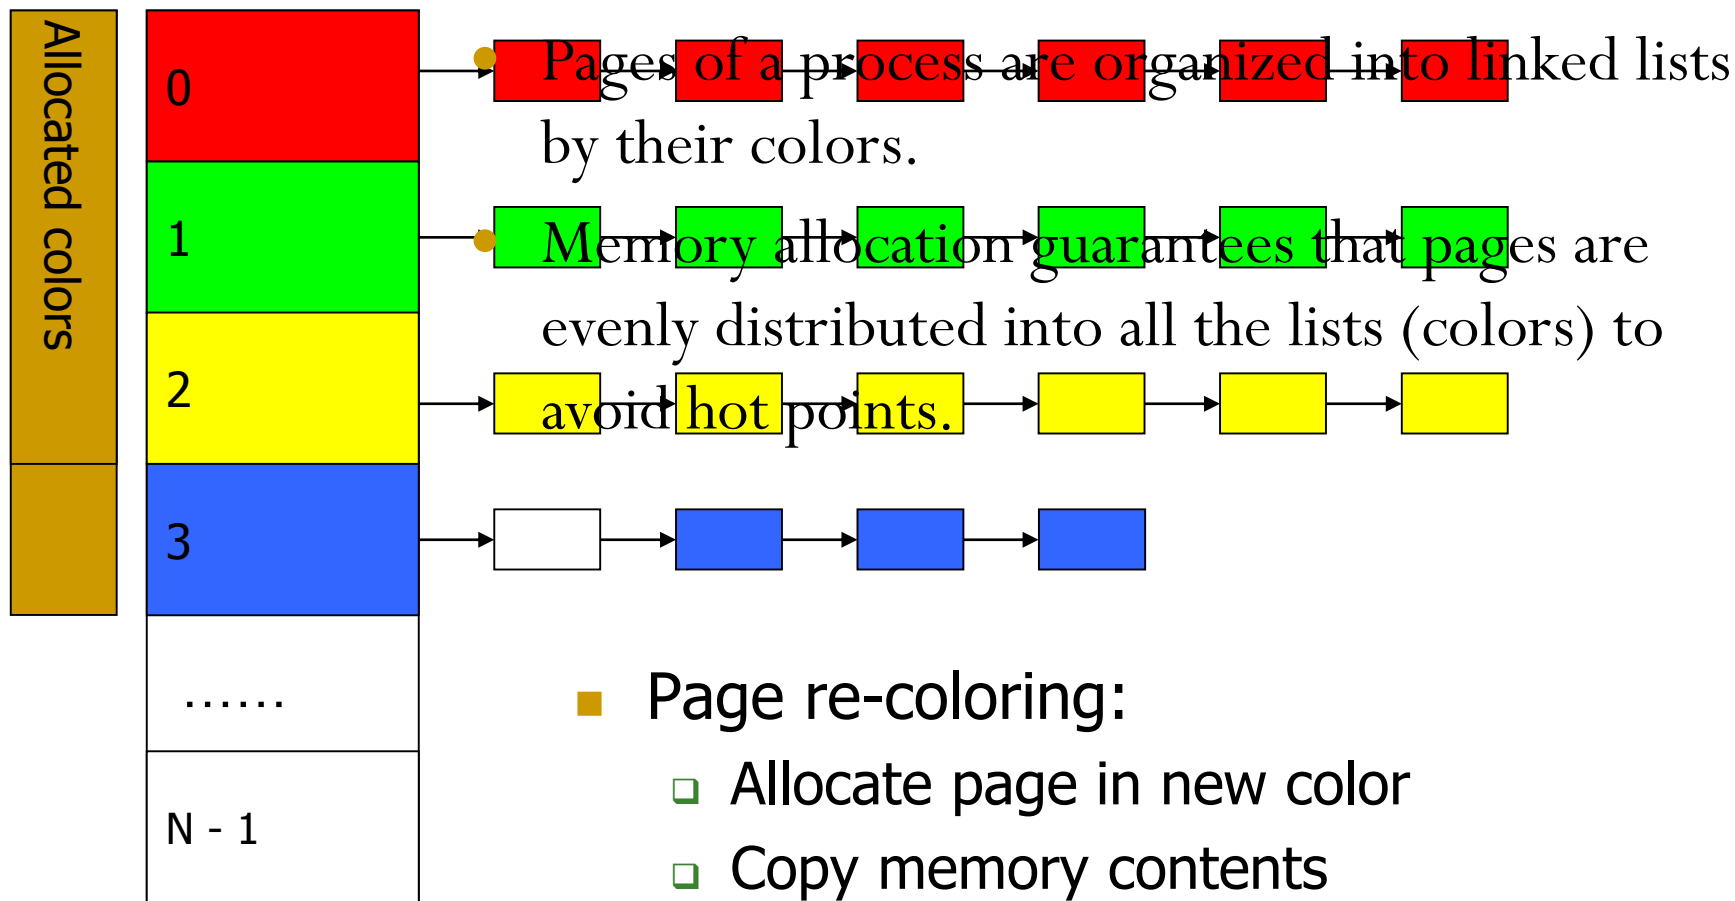 Allocated colors
0
Pages of a process are organized into linked lists
by their colors.
1
Memory allocation guarantees that pages are
evenly distributed into all the lists (colors) to
2
avoid hot points.
3
......
Page re-coloring:
Allocate page in new color
N - 1
Copy memory contents